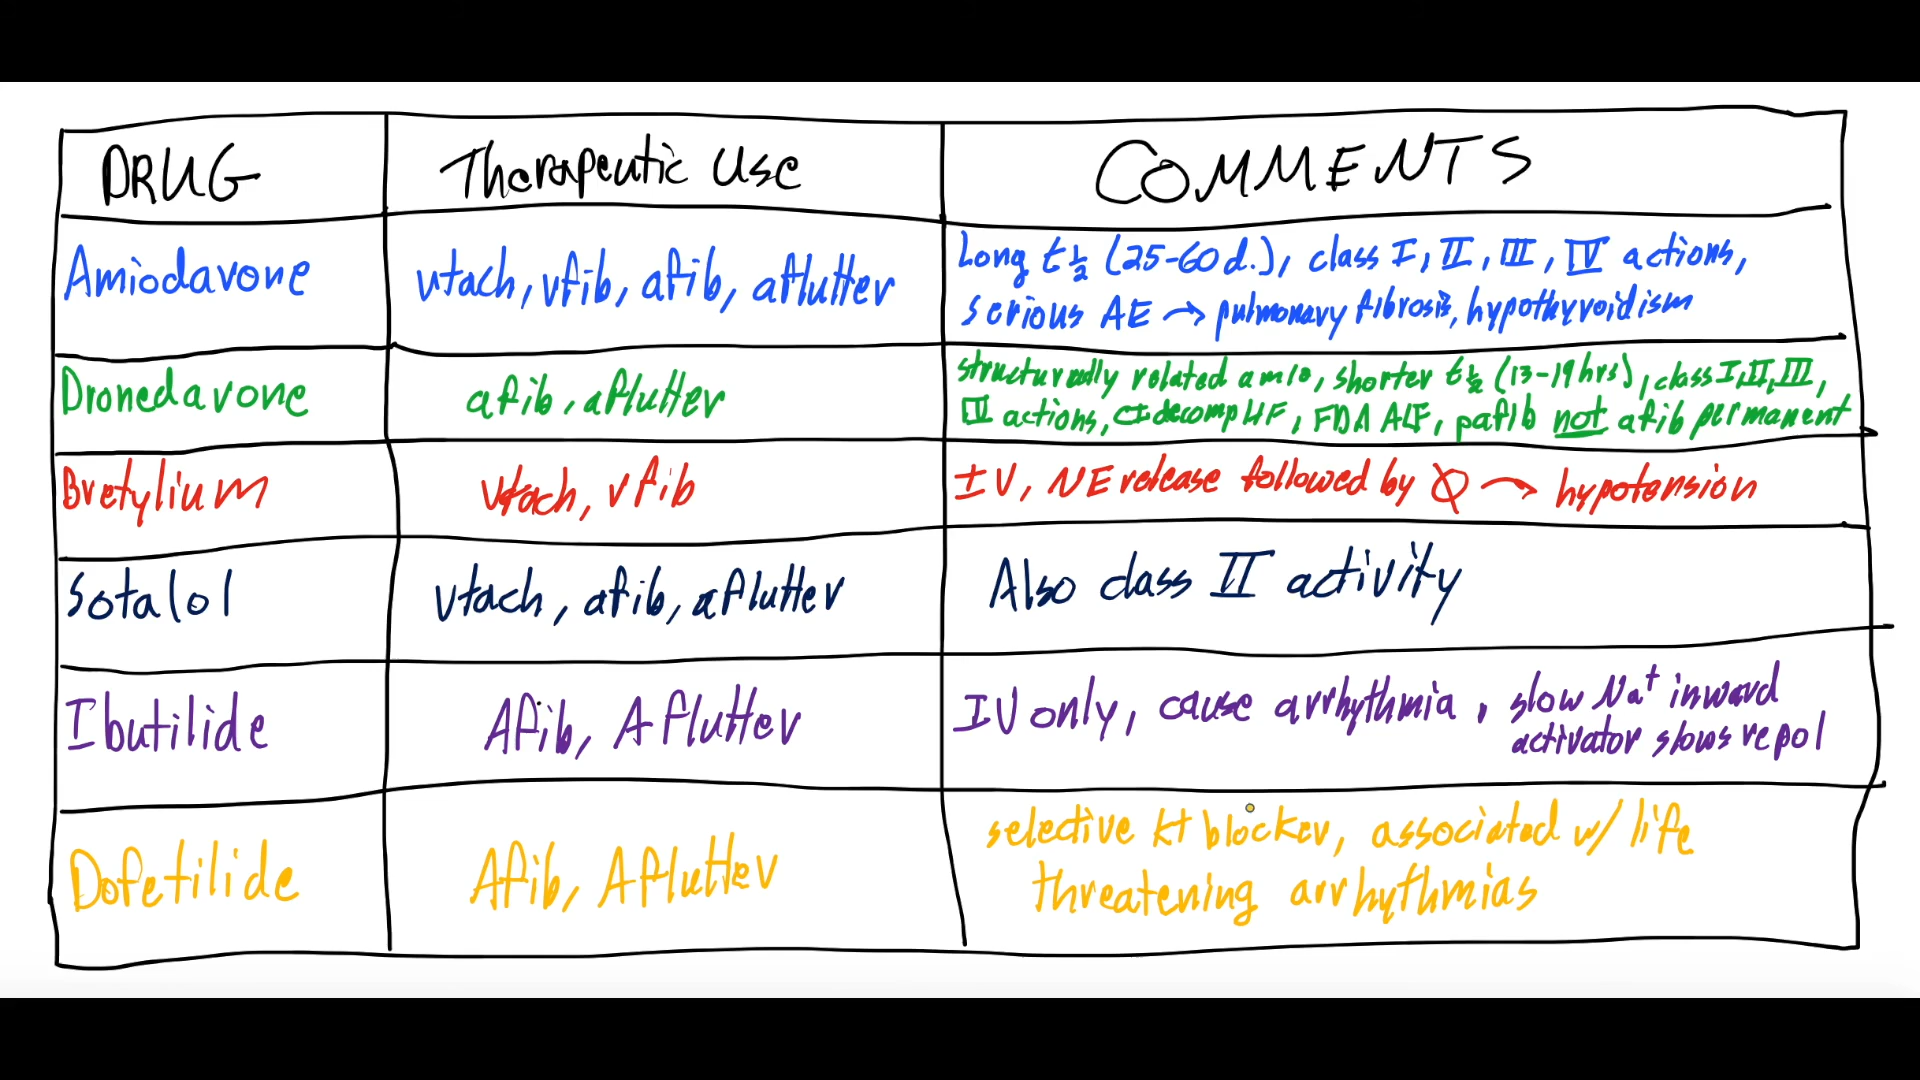 DRUG
Therapeutic Use
COMMENTS
Amiodarone
vtach, vfib, afib, aflutter
Long t½ (25-60d.), class I, II, III, IV actions,
serious AE → pulmonary fibrosis, hypothyroidism
Dronedarone
afib, aflutter
structurally related amio, shorter t½ (13-19hrs), class I, II, III,
IV actions, CI decomp HF, FDA ALF, pafib not afib permanent
Bretylium
vtach, vfib
IV, NE release followed by Ø → hypotension
Sotalol
vtach, afib, aflutter
Also class II activity
Ibutilide
Afib, Aflutter
IV only, cause arrhythmia, slow Na+ inward
activator slows repol
Dofetilide
Afib, Aflutter
selective K+ blocker, associated w/ life
threatening arrhythmias